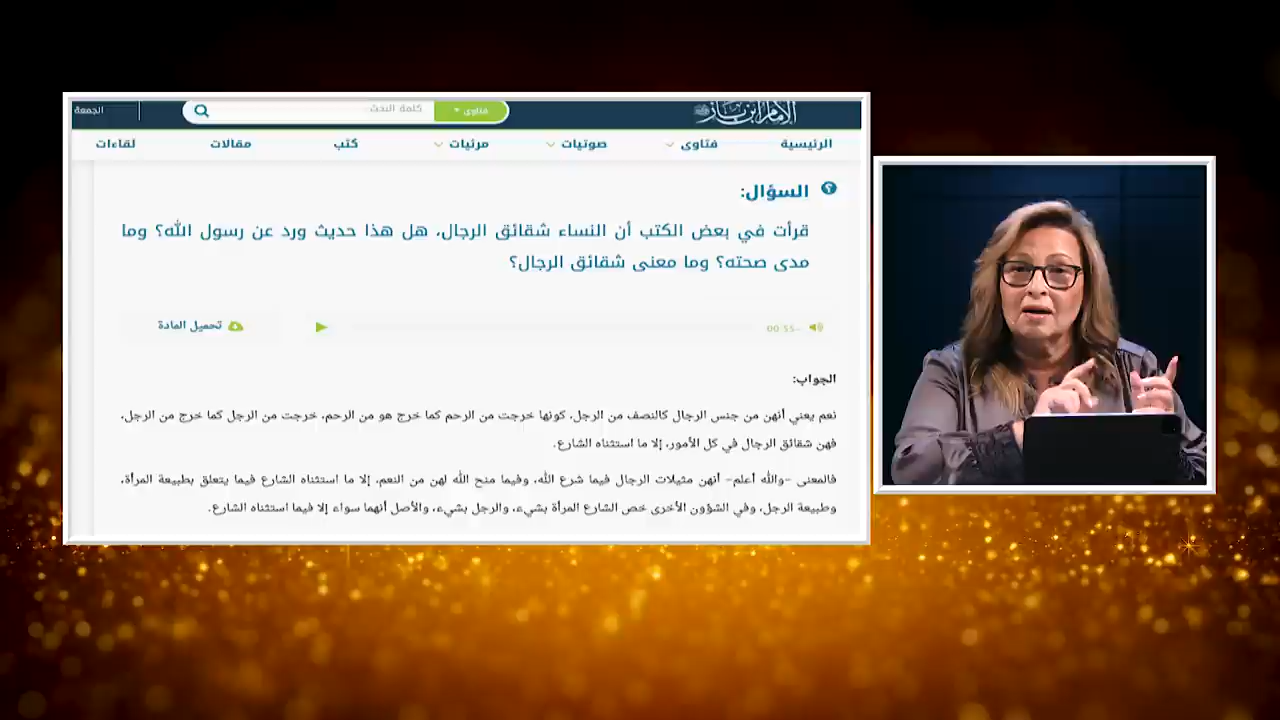 الإمام ابن باز
فتاوى
كلمة البحث
الجمعة
الرئيسية
فتاوى
صوتيات
مرئيات
كتب
مقالات
لقاءات
السؤال:
قرأت في بعض الكتب أن النساء شقائق الرجال، هل هذا حديث ورد عن رسول الله؟ وما
مدى صحته؟ وما معنى شقائق الرجال؟
-00:55
تحميل المادة
الجواب:
نعم يعني أنهن من جنس الرجال كالنصف من الرجل، كونها خرجت من الرحم كما خرج هو من الرحم، خرجت من الرجل كما خرج من الرجل،
فهن شقائق الرجال في كل الأمور، إلا ما استثناه الشارع.
فالمعنى -والله أعلم- أنهن مثيلات الرجال فيما شرع الله، وفيما منح الله لهن من النعم، إلا ما استثناه الشارع فيما يتعلق بطبيعة المرأة،
وطبيعة الرجل، وفي الشؤون الأخرى خص الشارع المرأة بشيء، والرجل بشيء، والأصل أنهما سواء إلا فيما استثناه الشارع.